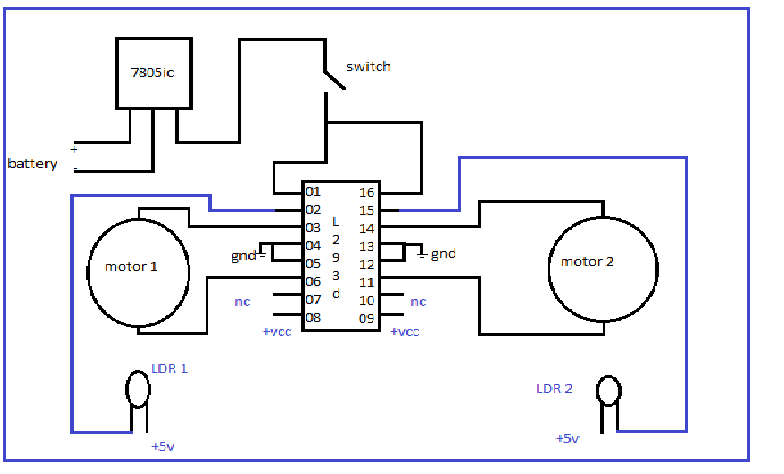 7805ic
switch
+
battery
-
01 16
02 15
03 L 14
04 2 13
gnd 9 gnd
05 12
06 3 11
07 d 10
nc nc
08 09
+vcc +vcc
motor 1
motor 2
LDR 1
LDR 2
+5v
+5v